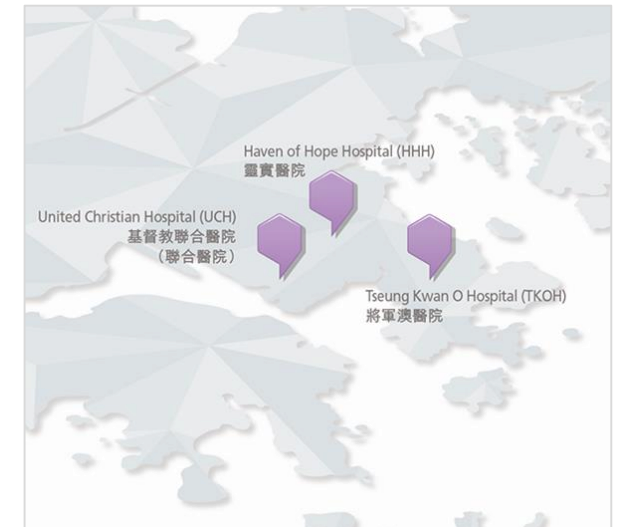 Haven of Hope Hospital (HHH)
靈實醫院
United Christian Hospital (UCH)
基督教聯合醫院
（聯合醫院）
Tseung Kwan O Hospital (TKOH)
將軍澳醫院